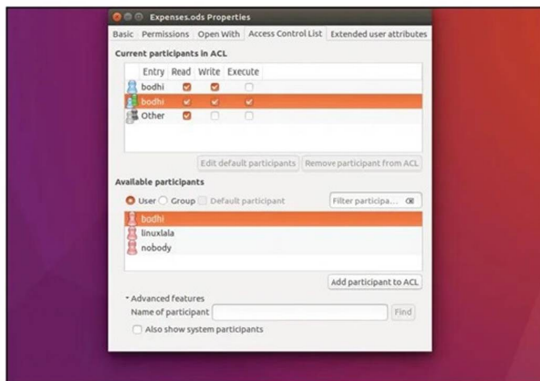 Expenses.ods Properties
Basic Permissions Open With Access Control List Extended user attributes
Current participants in ACL
Entry Read Write Execute
bodhi
bodhi
Other
Edit default participants Remove participant from ACL
Available participants
User Group Default participant Filter participa...
bodhi
linuxlala
nobody
Add participant to ACL
Advanced features
Name of participant Find
Also show system participants